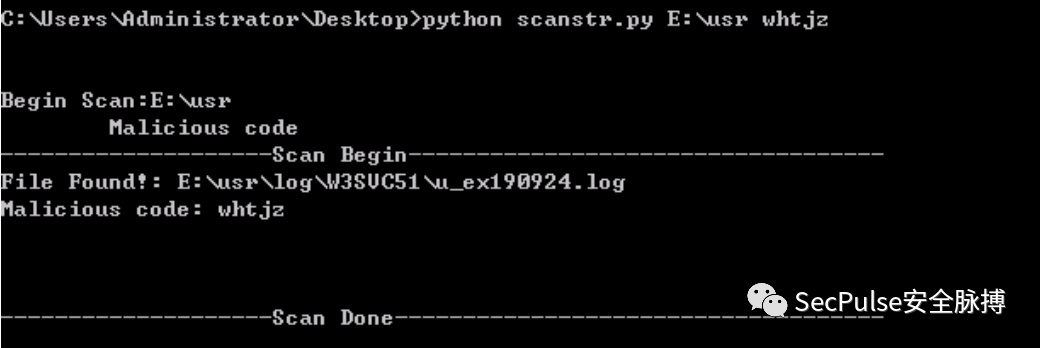 C:\Users\Administrator\Desktop>python scanstr.py E:\usr whtjz
Begin Scan:E:\usr
Malicious code
--------------------Scan Begin-----------------------------------
File Found!: E:\usr\log\W3SVC51\u_ex190924.log
Malicious code: whtjz
SecPulse安全脉搏
--------------------Scan Done------------------------------------